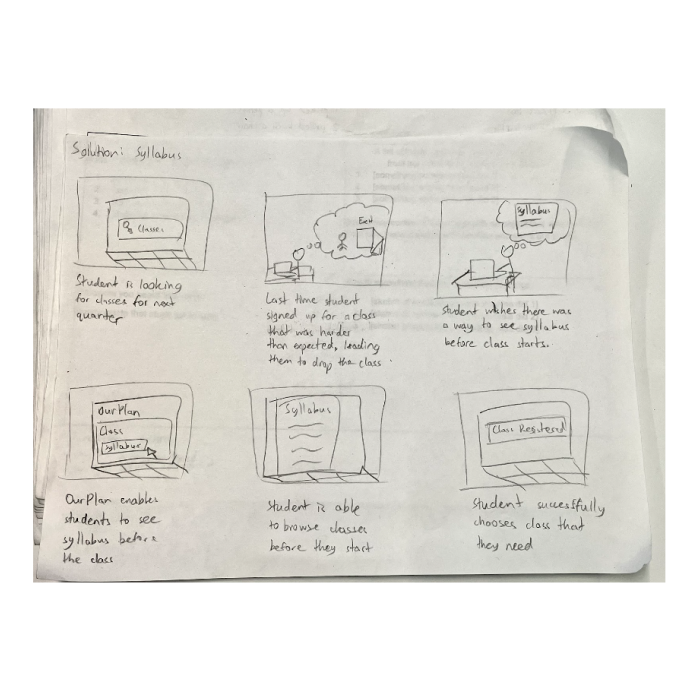 Solution: Syllabus
Classes
Student is looking
for classes for next
quarter
Exit
Last time student
signed up for a class
that was harder
than expected, leading
them to drop the class.
Syllabus
Student wishes there was
a way to see syllabus
before class starts.
OurPlan
Class
Syllabus
OurPlan enables
students to see
syllabus before
the class
Syllabus
Student is able
to browse classes
before they start
Class Registered
Student successfully
chooses class that
they need